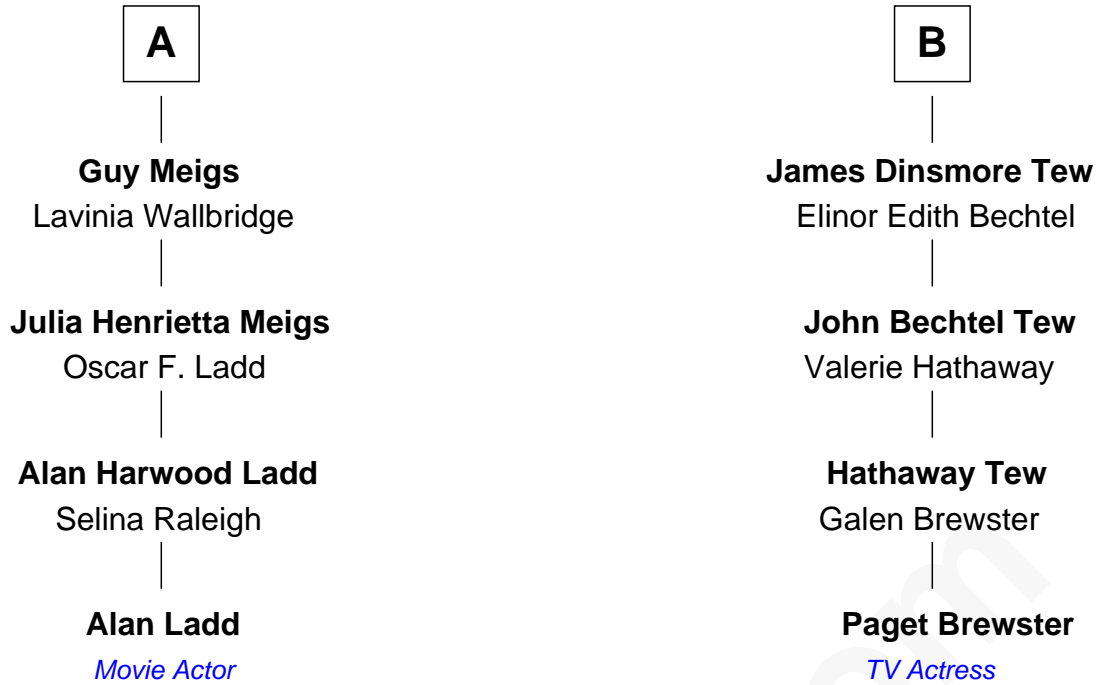 A
Guy Meigs
Lavinia Wallbridge
Julia Henrietta Meigs
Oscar F. Ladd
Alan Harwood Ladd
Selina Raleigh
Alan Ladd
Movie Actor
B
James Dinsmore Tew
Elinor Edith Bechtel
John Bechtel Tew
Valerie Hathaway
Hathaway Tew
Galen Brewster
Paget Brewster
TV Actress